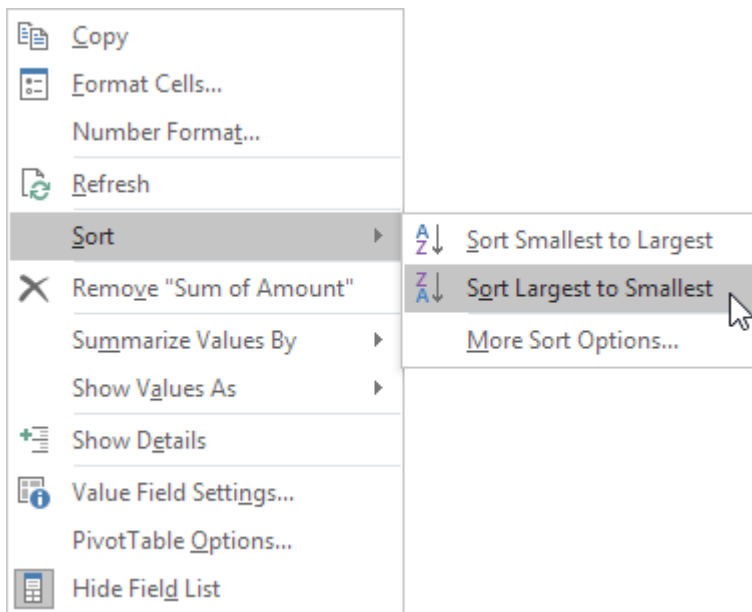 Copy
Format Cells...
Number Format...
Refresh
Sort
Sort Smallest to Largest
Remove "Sum of Amount"
Sort Largest to Smallest
Summarize Values By
More Sort Options...
Show Values As
Show Details
Value Field Settings...
PivotTable Options...
Hide Field List